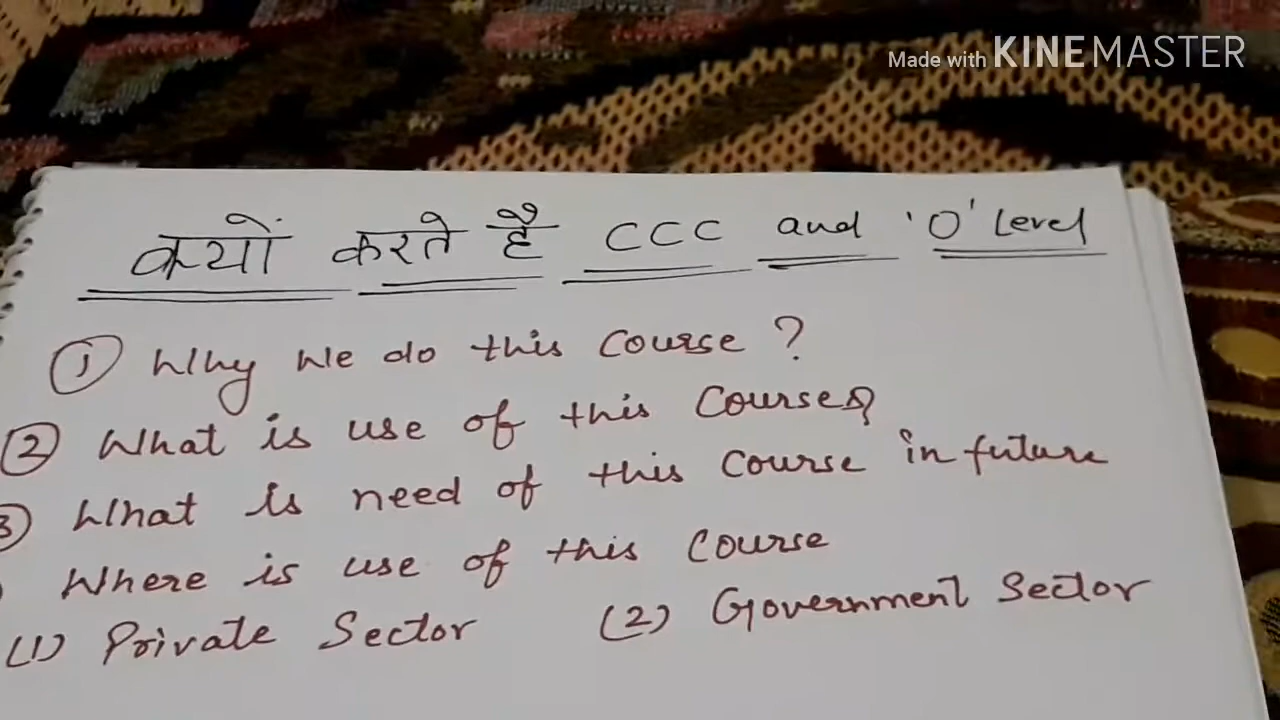 Made with KINEMASTER
क्यों करते है CCC and 'O' Level
① Why we do this Course ?
② What is use of this Courses?
③ What is need of this Course in future
Where is use of this Course
(1) Private Sector (2) Government Sector